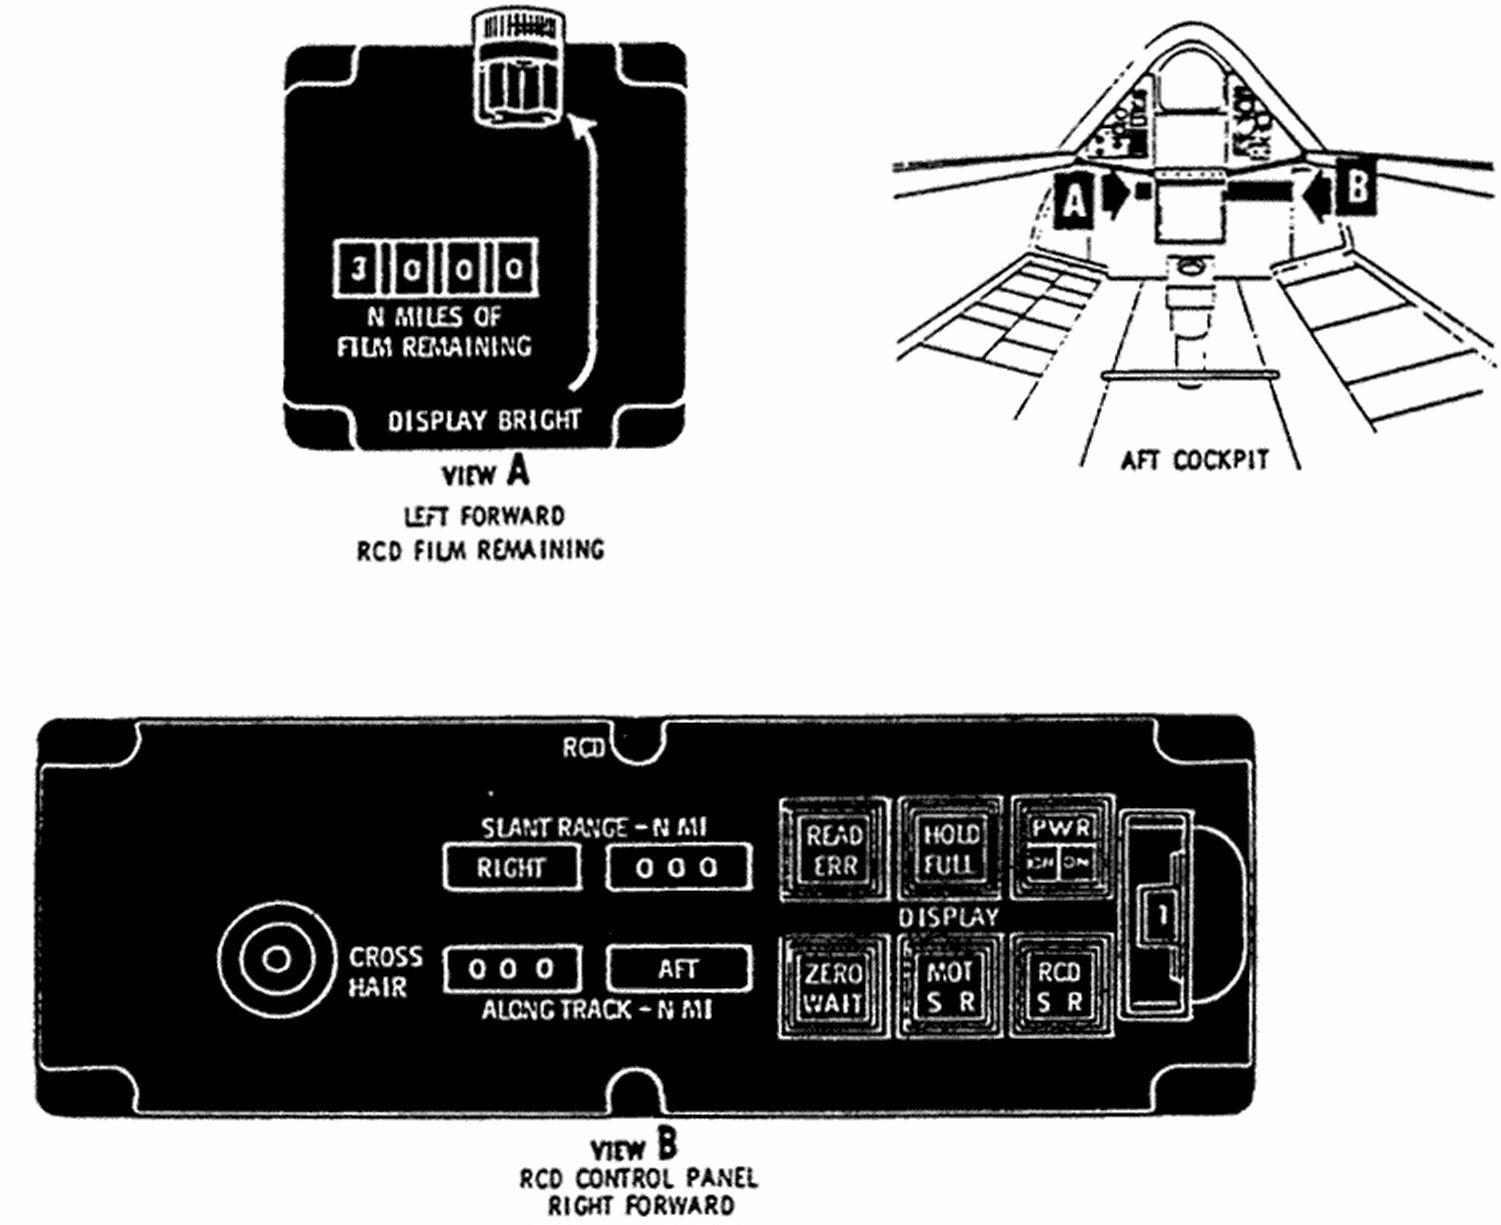 3 0 0 0
N MILES OF
FILM REMAINING
DISPLAY BRIGHT
VIEW A
LEFT FORWARD
RCD FILM REMAINING
A
B
AFT COCKPIT
RCD
SLANT RANGE - N MI
RIGHT
0 0 0
CROSS
HAIR
0 0 0
AFT
ALONG TRACK - N MI
READ
ERR
HOLD
FULL
PWR
ON
DISPLAY
ZERO
WAIT
MOT
S R
RCD
S R
1
VIEW B
RCD CONTROL PANEL
RIGHT FORWARD